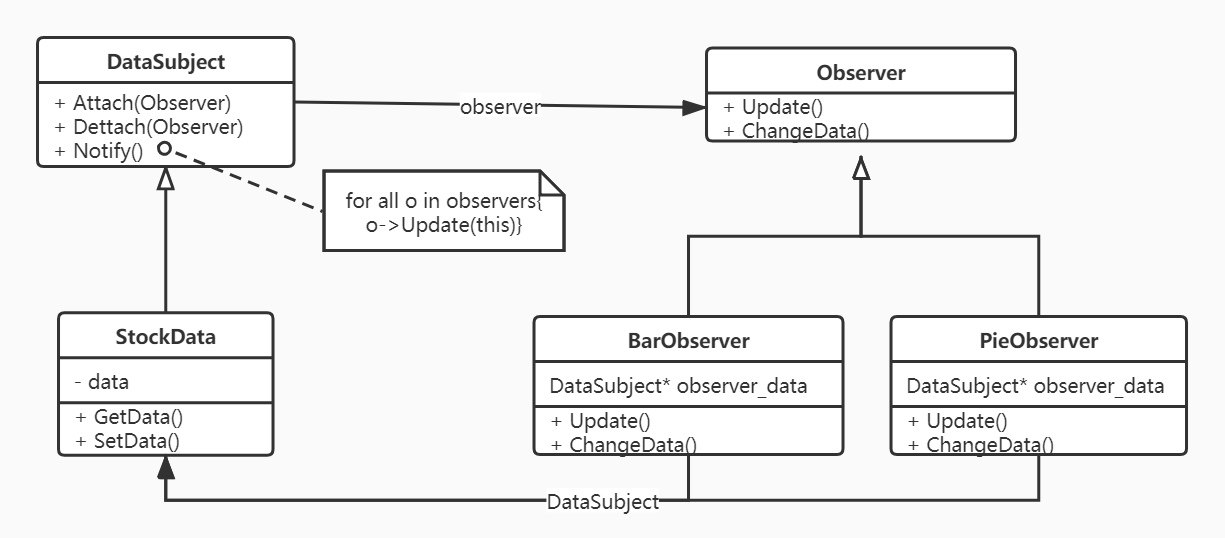 DataSubject
+ Attach(Observer)
+ Dettach(Observer)
+ Notify()
observer
Observer
+ Update()
+ ChangeData()
for all o in observers{
o->Update(this)}
StockData
- data
+ GetData()
+ SetData()
BarObserver
DataSubject* observer_data
+ Update()
+ ChangeData()
PieObserver
DataSubject* observer_data
+ Update()
+ ChangeData()
DataSubject